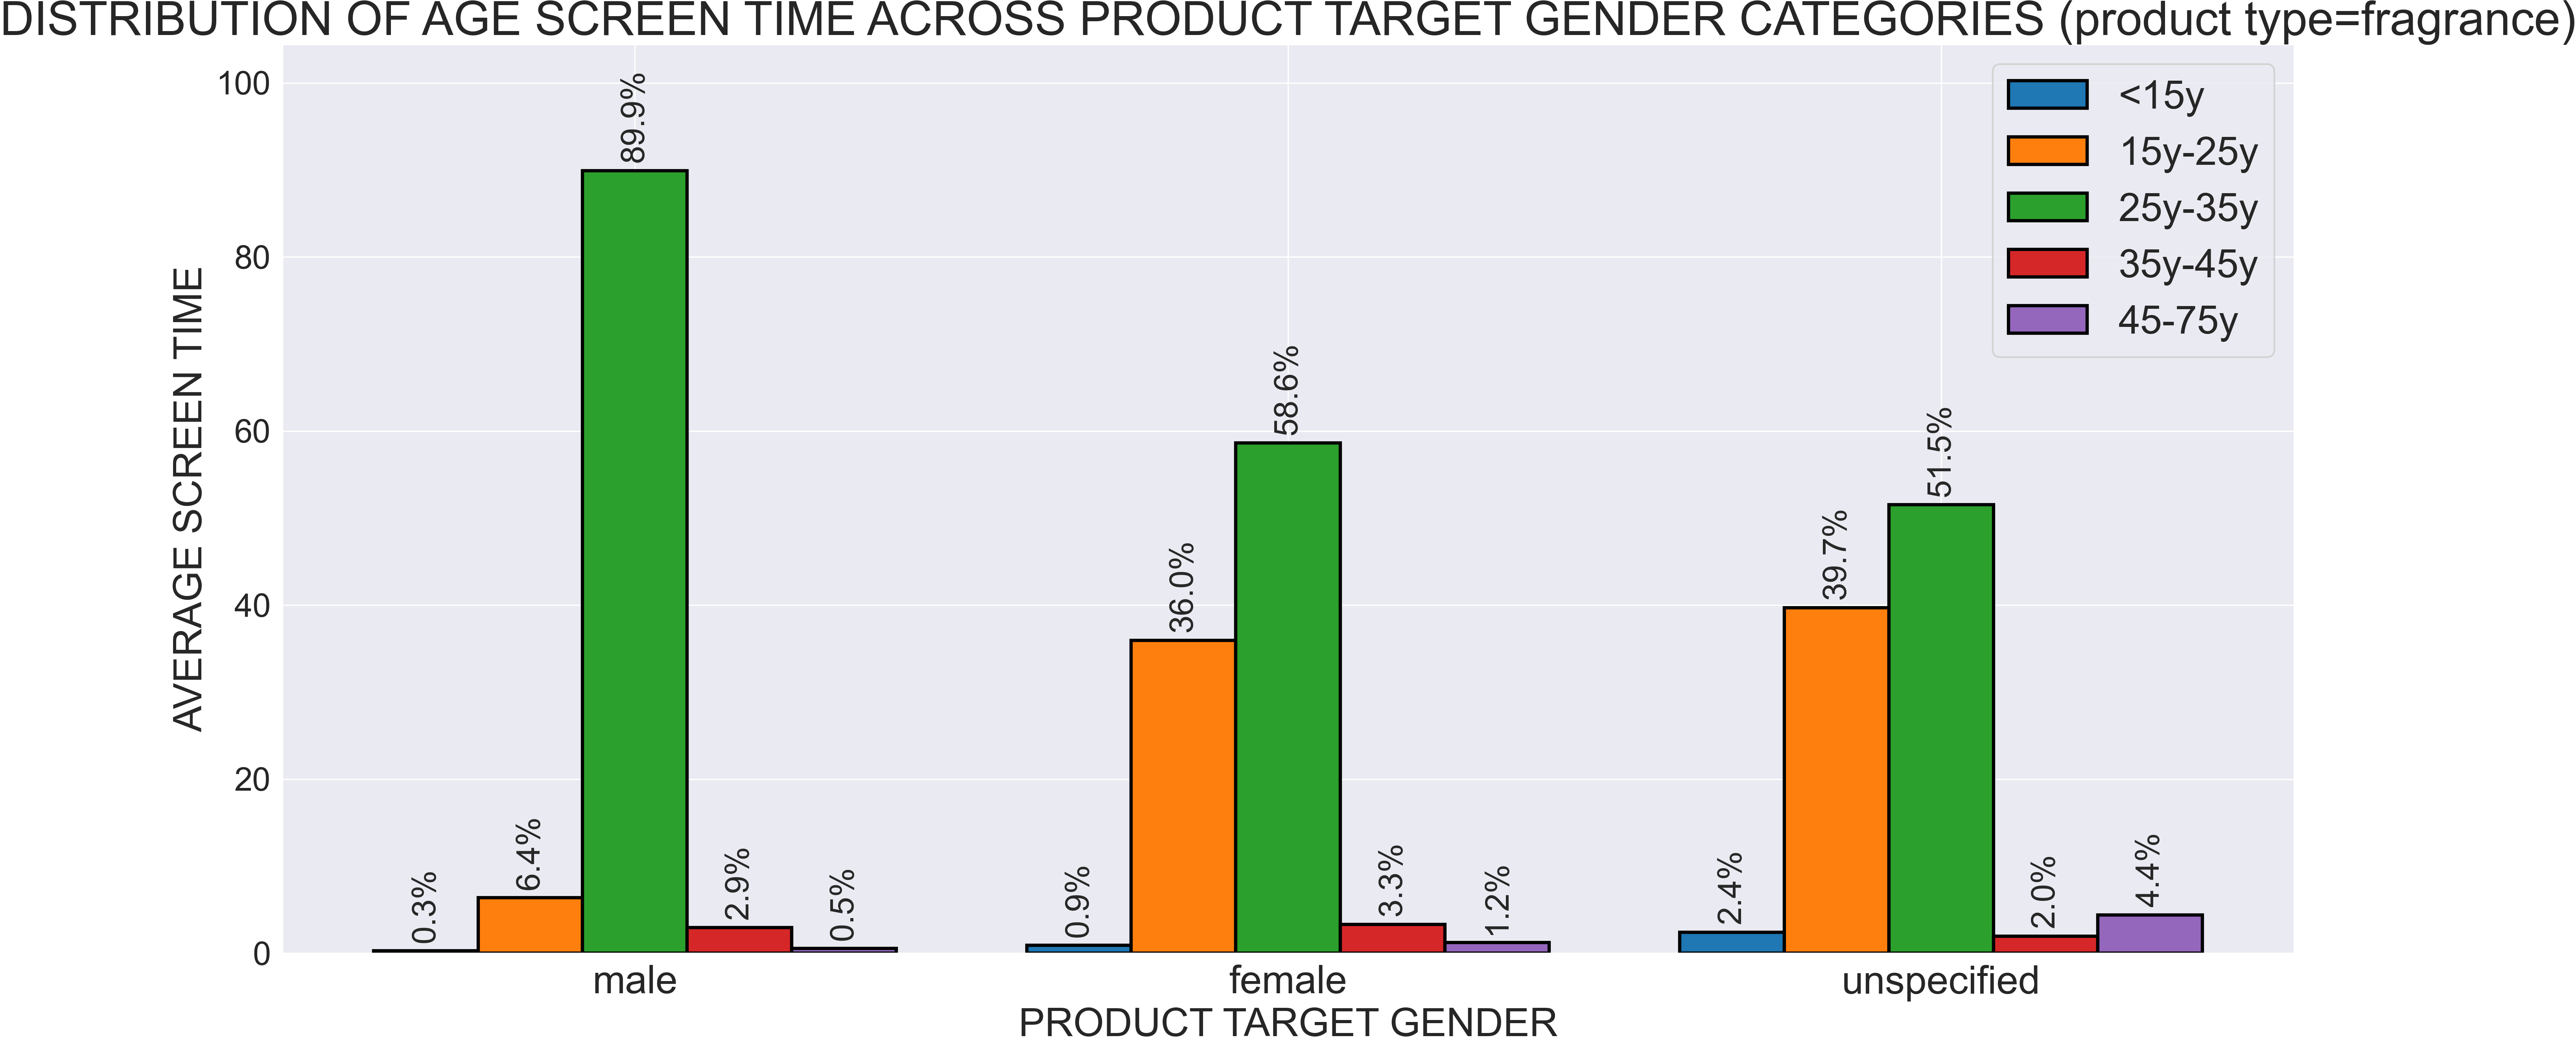 DISTRIBUTION OF AGE SCREEN TIME ACROSS PRODUCT TARGET GENDER CATEGORIES (product type=fragrance)
AVERAGE SCREEN TIME
100
80
60
40
20
0
0.3%
6.4%
89.9%
2.9%
0.5%
0.9%
36.0%
58.6%
3.3%
1.2%
2.4%
39.7%
51.5%
2.0%
4.4%
<15y
15y-25y
25y-35y
35y-45y
45-75y
male
female
unspecified
PRODUCT TARGET GENDER